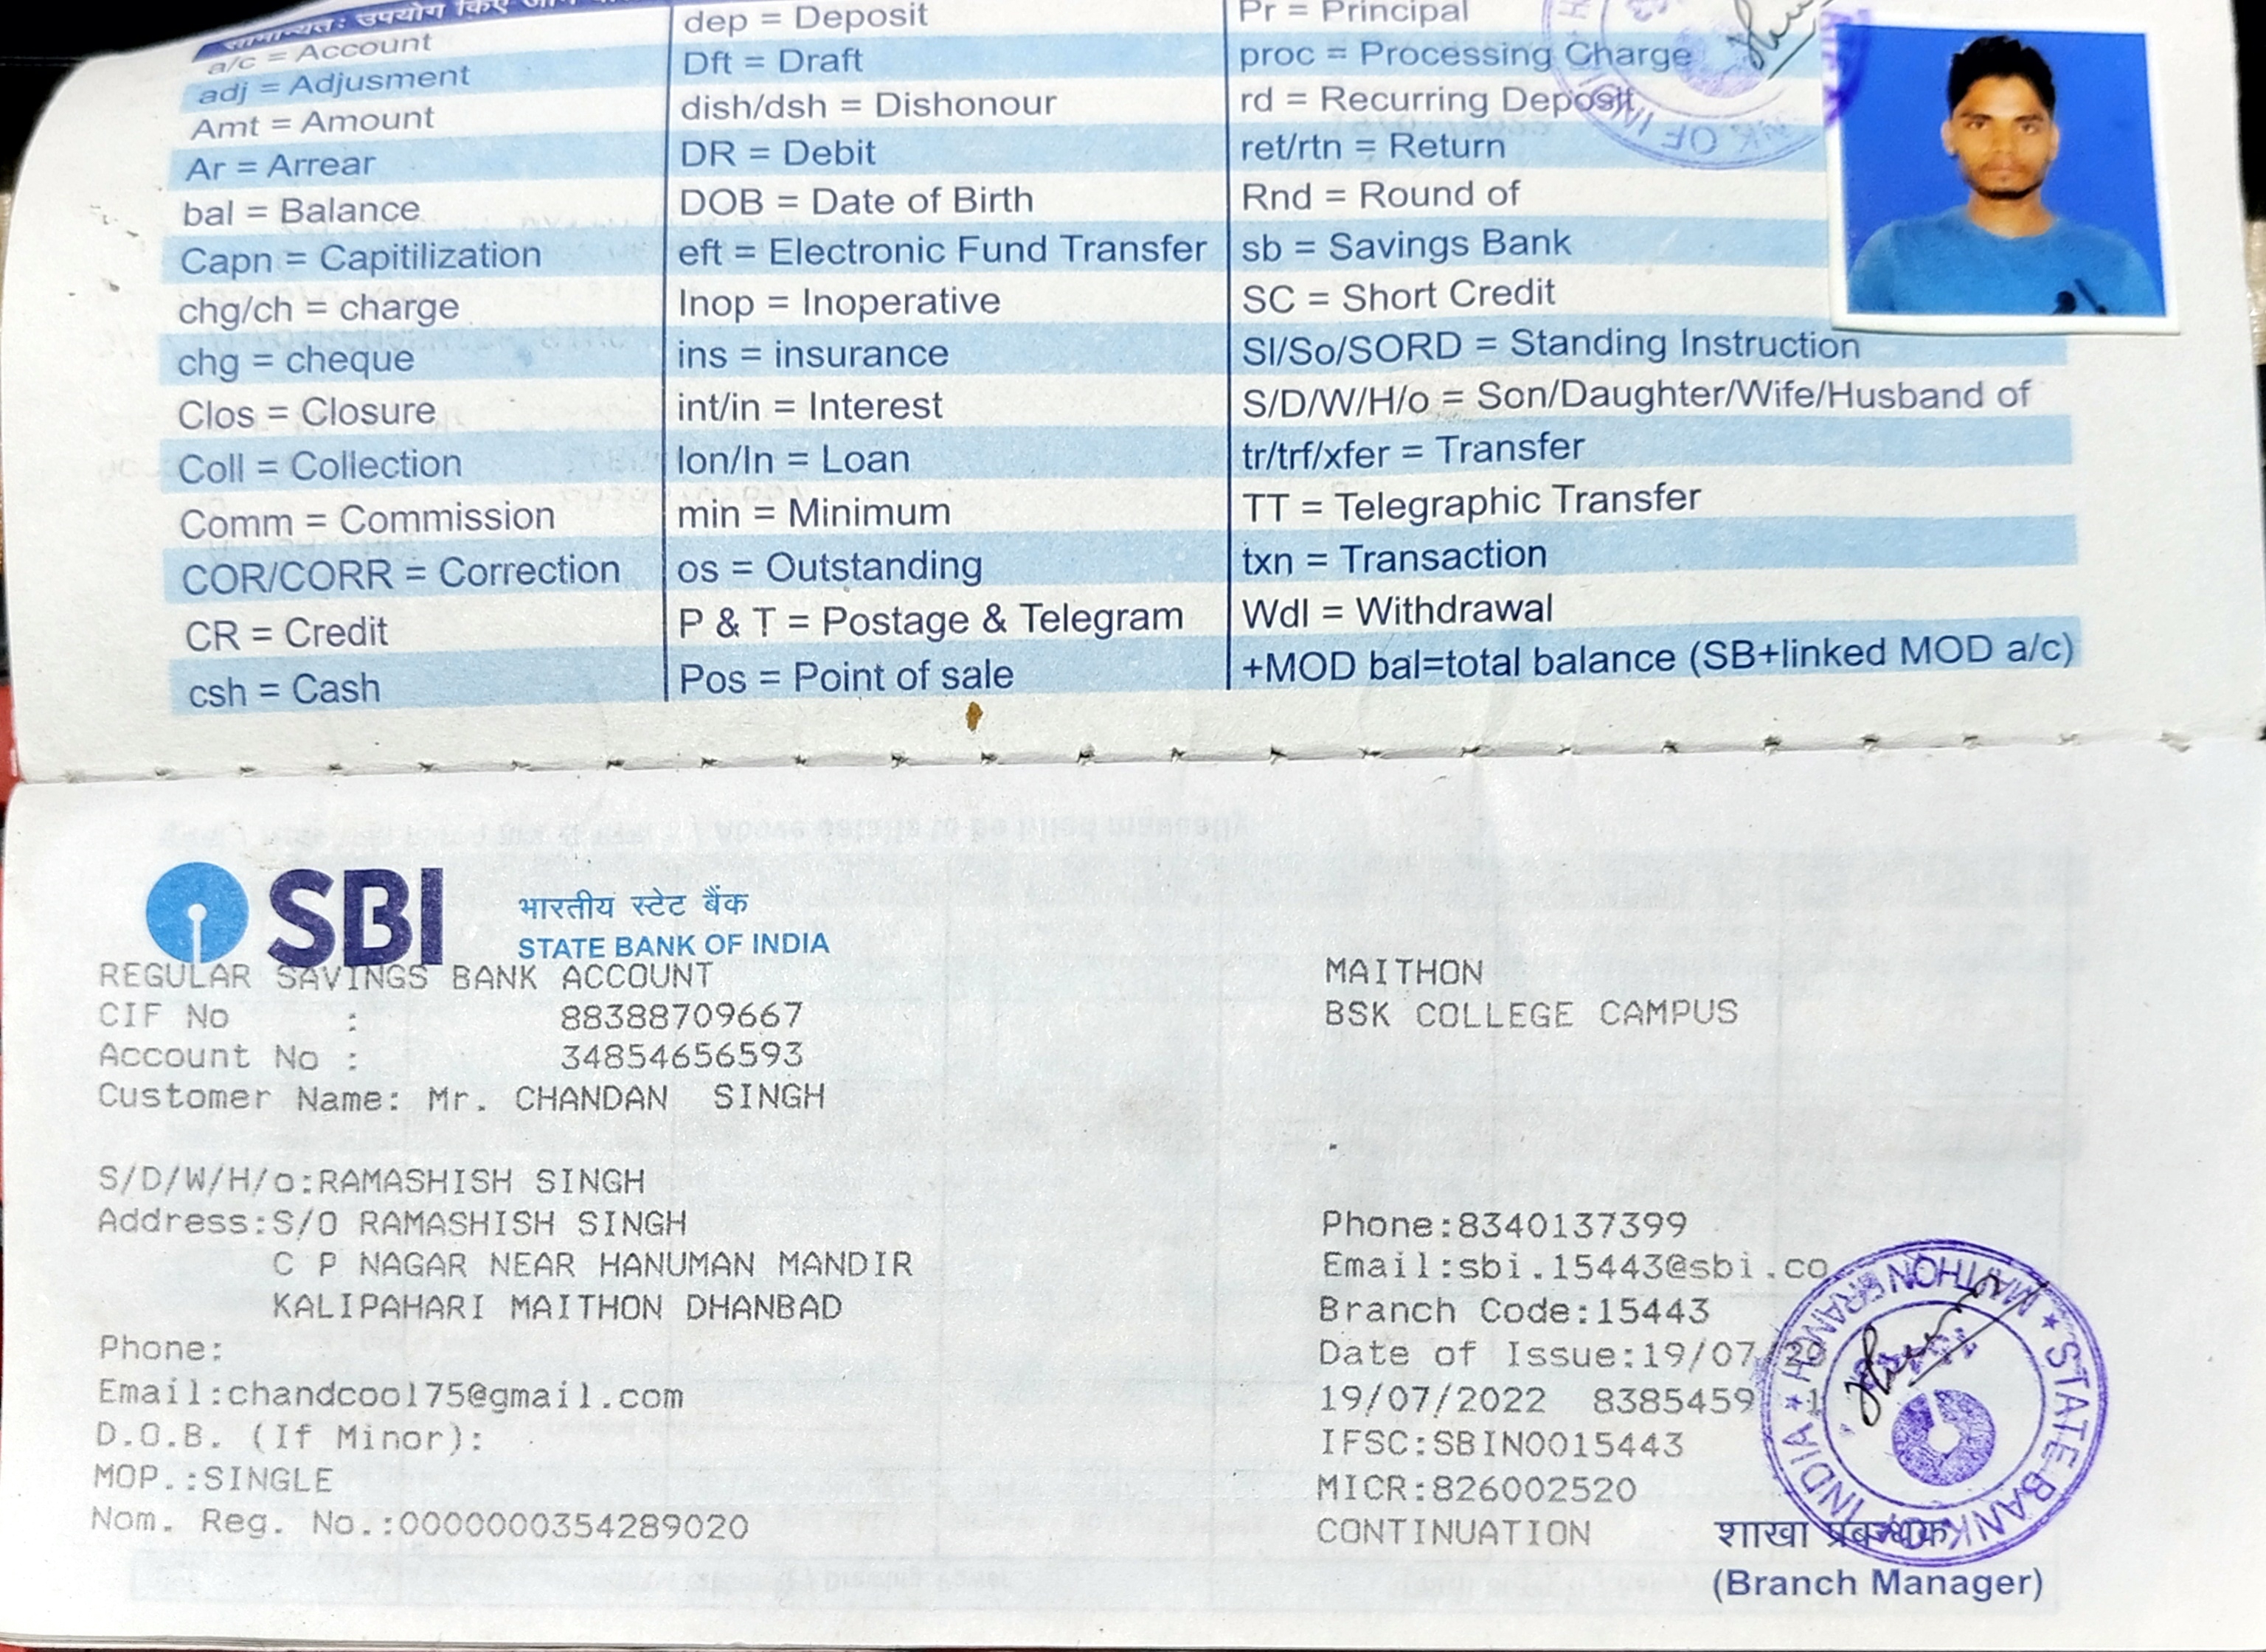 सामान्यतः उपयोग किए जाने
a/c = Account
adj = Adjusment
Amt = Amount
Ar = Arrear
bal = Balance
Capn = Capitilization
chg/ch = charge
chg = cheque
Clos = Closure
Coll = Collection
Comm = Commission
COR/CORR = Correction
CR = Credit
csh = Cash
dep = Deposit
Dft = Draft
dish/dsh = Dishonour
DR = Debit
DOB = Date of Birth
eft = Electronic Fund Transfer
Inop = Inoperative
ins = insurance
int/in = Interest
lon/ln = Loan
min = Minimum
os = Outstanding
P & T = Postage & Telegram
Pos = Point of sale
Pr = Principal
proc = Processing Charge
rd = Recurring Deposit
ret/rtn = Return
Rnd = Round of
sb = Savings Bank
SC = Short Credit
SI/So/SORD = Standing Instruction
S/D/W/H/o = Son/Daughter/Wife/Husband of
tr/trf/xfer = Transfer
TT = Telegraphic Transfer
txn = Transaction
Wdl = Withdrawal
+MOD bal=total balance (SB+linked MOD a/c)
SBI
भारतीय स्टेट बैंक
STATE BANK OF INDIA
REGULAR SAVINGS BANK ACCOUNT
CIF No : 88388709667
Account No : 34854656593
Customer Name: Mr. CHANDAN SINGH
S/D/W/H/o:RAMASHISH SINGH
Address:S/O RAMASHISH SINGH
C P NAGAR NEAR HANUMAN MANDIR
KALIPAHARI MAITHON DHANBAD
Phone:
Email:chandcool75@gmail.com
D.O.B. (If Minor):
MOP.:SINGLE
Nom. Reg. No.:0000000354289020
MAITHON
BSK COLLEGE CAMPUS
Phone:8340137399
Email:sbi.15443@sbi.co
Branch Code:15443
Date of Issue:19/07/20
19/07/2022 8385459 1
IFSC:SBIN0015443
MICR:826002520
CONTINUATION
शाखा प्रबन्धक
(Branch Manager)
★ STATE BANK OF INDIA ★ MAITHON BRANCH